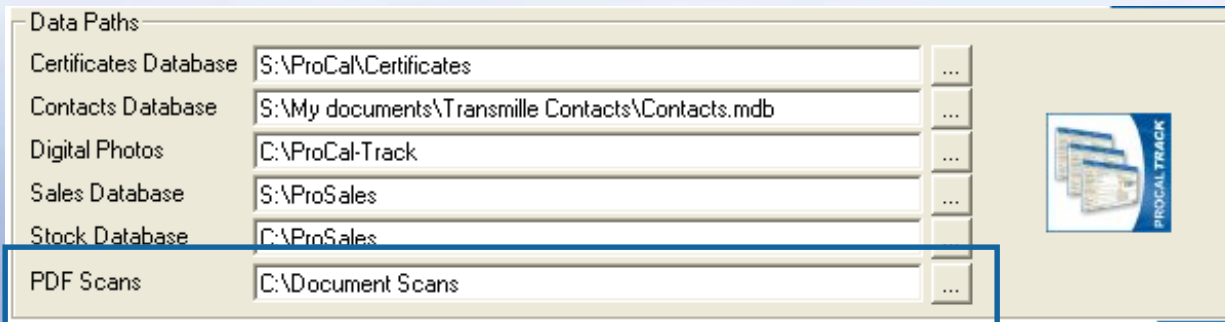 Data Paths
Certificates Database S:\ProCal\Certificates ...
Contacts Database S:\My documents\Transmille Contacts\Contacts.mdb ...
Digital Photos C:\ProCal-Track ...
Sales Database S:\ProSales ...
Stock Database C:\ProSales ...
PDF Scans C:\Document Scans ...
PROCAL TRACK